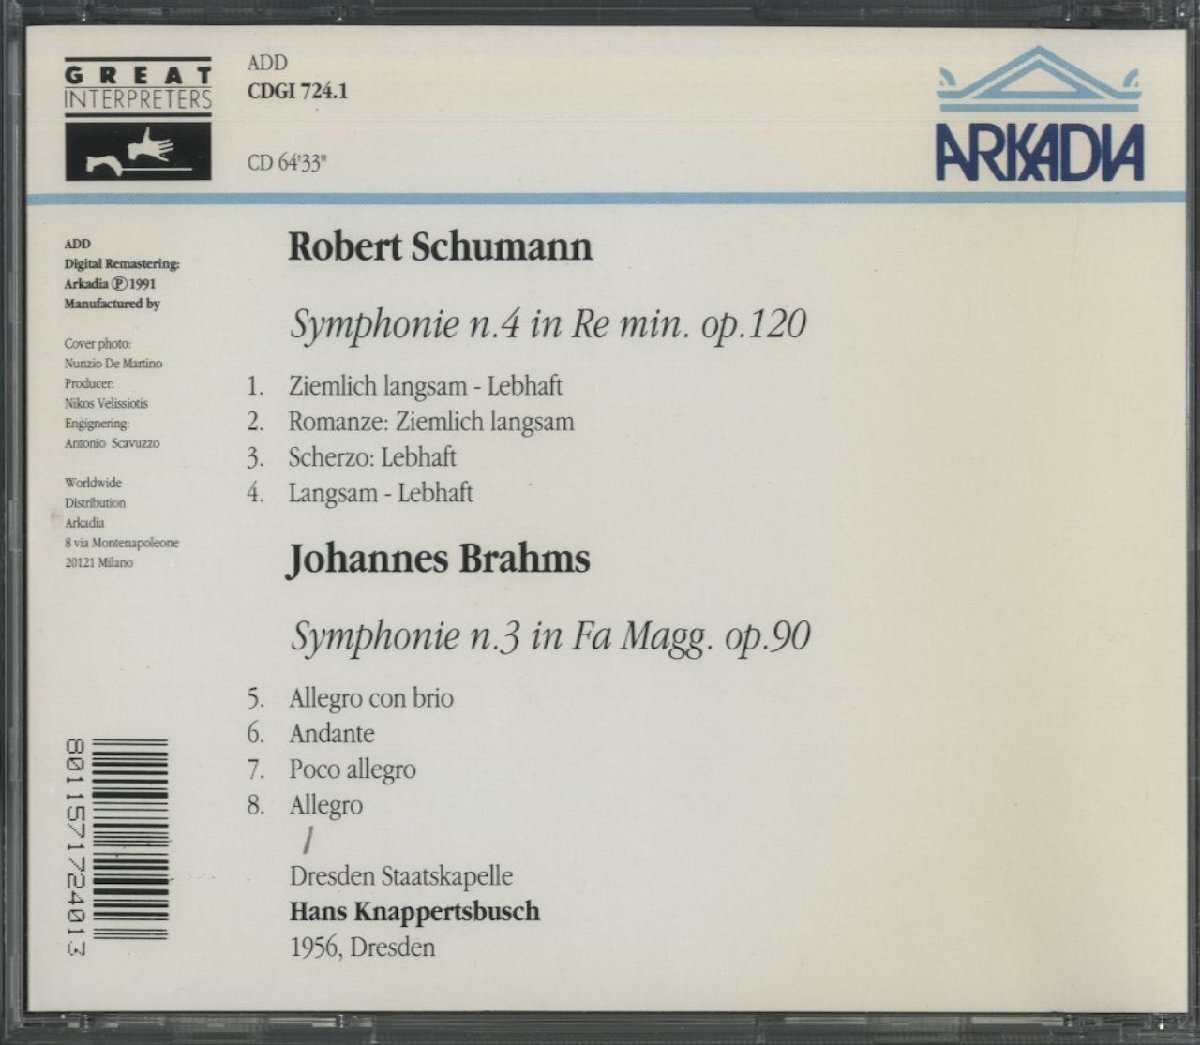 GREAT
INTERPRETERS
ADD
CDGI 724.1
CD 64'33"
ARKADIA
ADD
Digital Remastering:
Arkadia Ⓟ1991
Manufactured by
Cover photo:
Nunzio De Martino
Producer:
Nikos Velissiotis
Engignering:
Antonio Scavuzzo
Worldwide
Distribution
Arkadia
8 via Montenapoleone
20121 Milano
8011571724013
Robert Schumann
Symphonie n.4 in Re min. op.120
1. Ziemlich langsam - Lebhaft
2. Romanze: Ziemlich langsam
3. Scherzo: Lebhaft
4. Langsam - Lebhaft
Johannes Brahms
Symphonie n.3 in Fa Magg. op.90
5. Allegro con brio
6. Andante
7. Poco allegro
8. Allegro
Dresden Staatskapelle
Hans Knappertsbusch
1956, Dresden